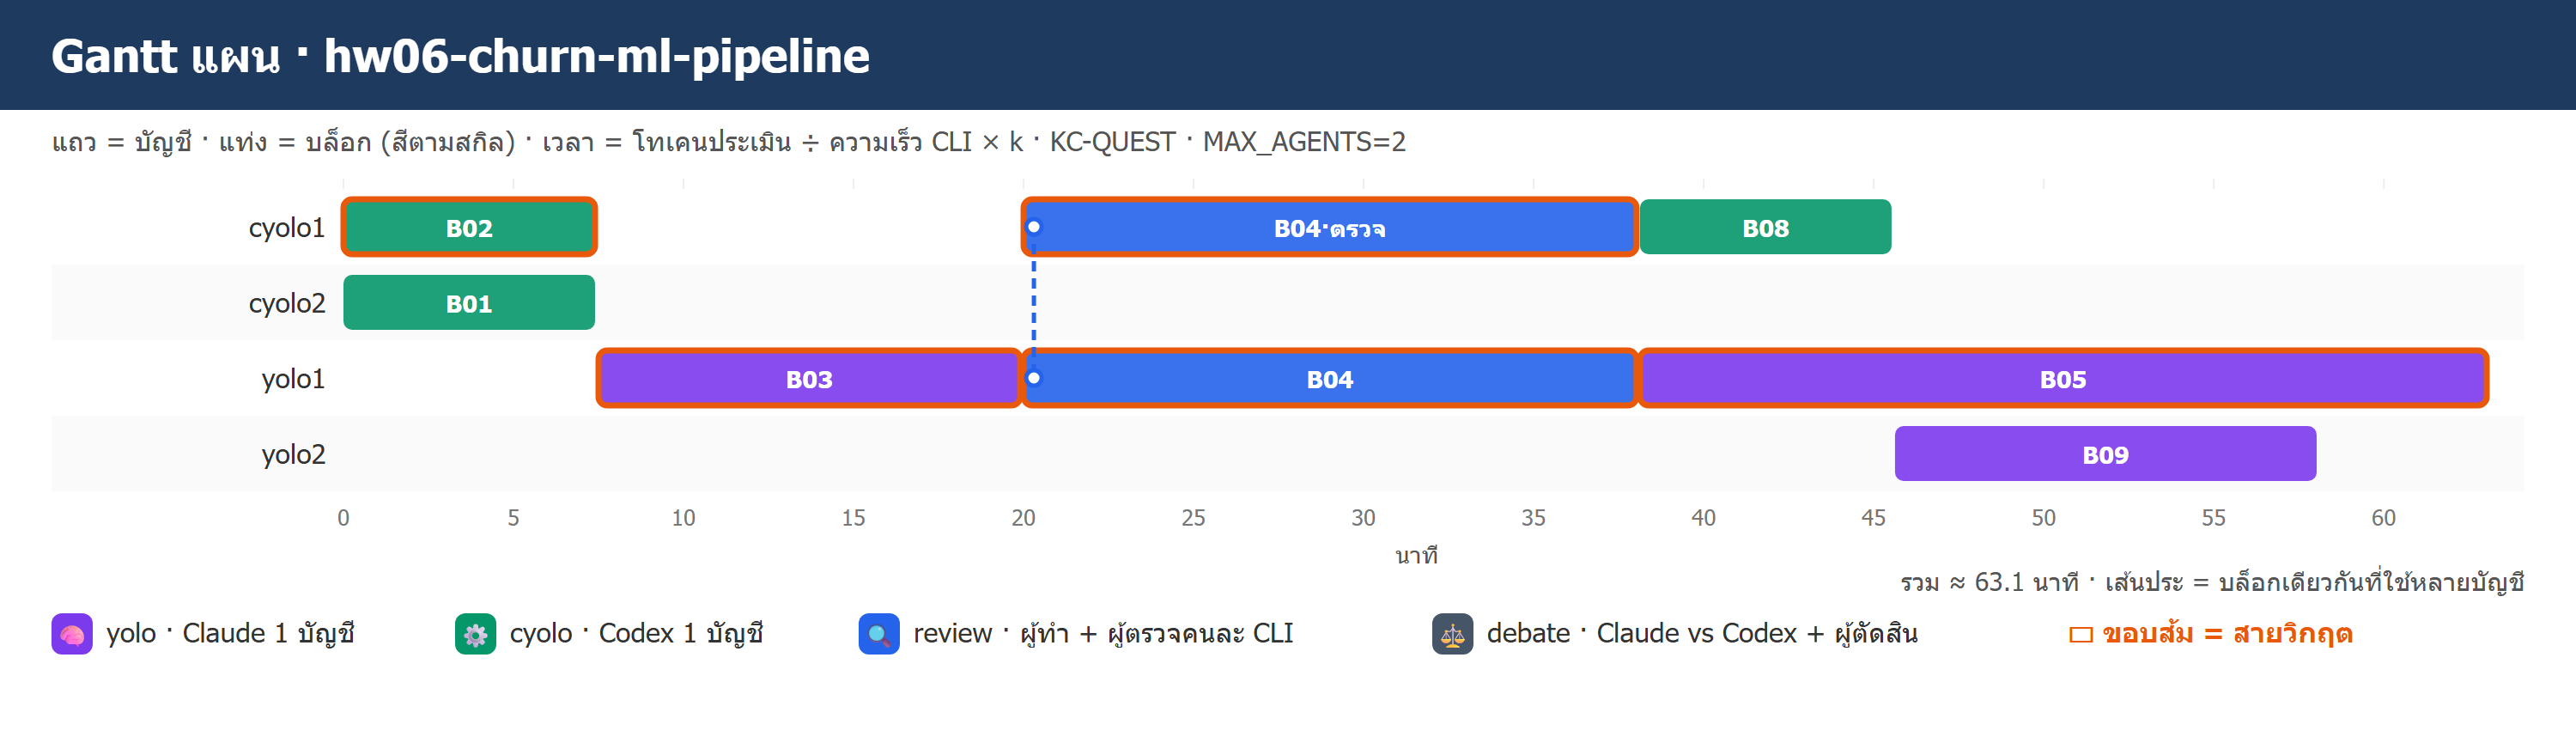 Gantt แผน · hw06-churn-ml-pipeline
แถว = บัญชี · แท่ง = บล็อก (สีตามสกิล) · เวลา = โทเคนประเมิน ÷ ความเร็ว CLI × k · KC-QUEST · MAX_AGENTS=2
cyolo1 B02 B04·ตรวจ B08
cyolo2 B01
yolo1 B03 B04 B05
yolo2 B09
0 5 10 15 20 25 30 35 40 45 50 55 60
นาที
รวม ≈ 63.1 นาที · เส้นประ = บล็อกเดียวกันที่ใช้หลายบัญชี
yolo · Claude 1 บัญชี cyolo · Codex 1 บัญชี review · ผู้ทำ + ผู้ตรวจคนละ CLI debate · Claude vs Codex + ผู้ตัดสิน ▭ ขอบส้ม = สายวิกฤต